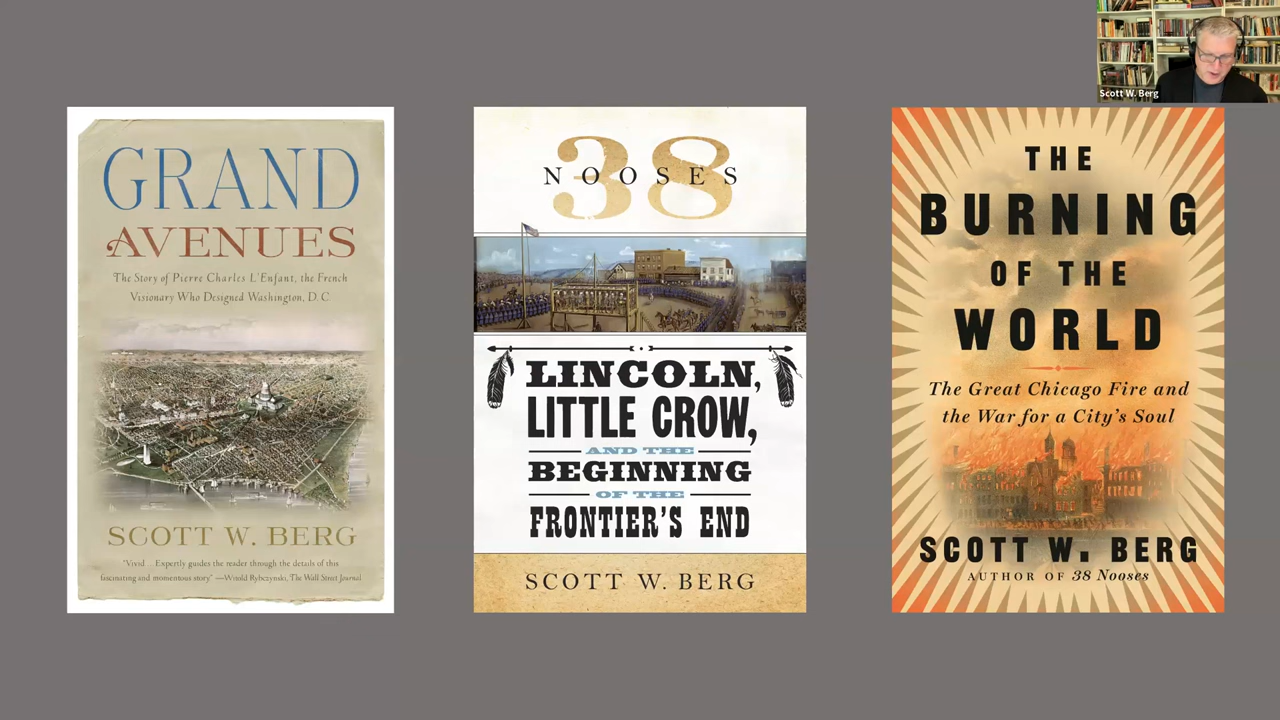 Scott W. Berg
GRAND
AVENUES
The Story of Pierre Charles L'Enfant, the French
Visionary Who Designed Washington, D.C.
SCOTT W. BERG
"Vivid . . . Expertly guides the reader through the details of this
fascinating and momentous story" —Witold Rybczynski, The Wall Street Journal
38
NOOSES
LINCOLN,
LITTLE CROW,
AND THE
BEGINNING
OF THE
FRONTIER'S END
SCOTT W. BERG
THE
BURNING
OF THE
WORLD
The Great Chicago Fire and
the War for a City's Soul
SCOTT W. BERG
AUTHOR OF 38 Nooses